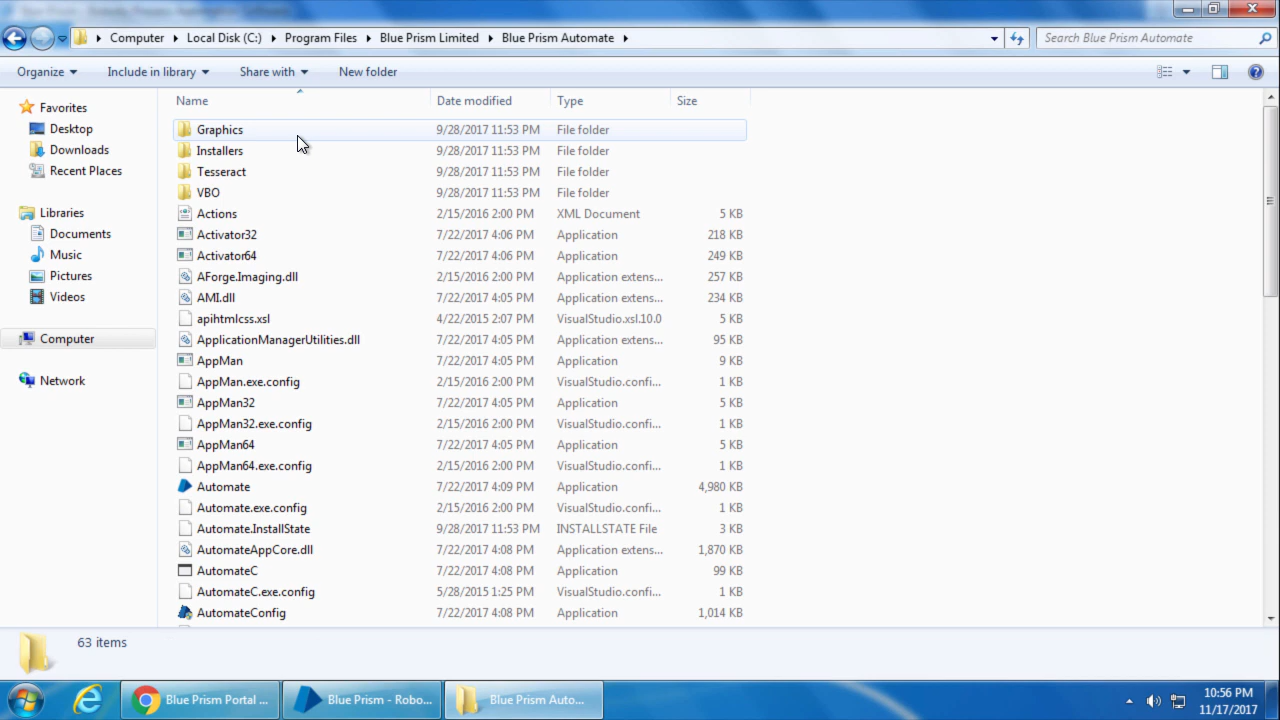 Computer Local Disk (C:) Program Files Blue Prism Limited Blue Prism Automate Search Blue Prism Automate
Organize Include in library Share with New folder
Name Date modified Type Size
Favorites
Desktop
Downloads
Recent Places
Libraries
Documents
Music
Pictures
Videos
Computer
Network
Graphics 9/28/2017 11:53 PM File folder
Installers 9/28/2017 11:53 PM File folder
Tesseract 9/28/2017 11:53 PM File folder
VBO 9/28/2017 11:53 PM File folder
Actions 2/15/2016 2:00 PM XML Document 5 KB
Activator32 7/22/2017 4:06 PM Application 218 KB
Activator64 7/22/2017 4:06 PM Application 249 KB
AForge.Imaging.dll 2/15/2016 2:00 PM Application extens... 257 KB
AMI.dll 7/22/2017 4:05 PM Application extens... 234 KB
apihtmlcss.xsl 4/22/2015 2:07 PM VisualStudio.xsl.10.0 5 KB
ApplicationManagerUtilities.dll 7/22/2017 4:05 PM Application extens... 95 KB
AppMan 7/22/2017 4:05 PM Application 9 KB
AppMan.exe.config 2/15/2016 2:00 PM VisualStudio.confi... 1 KB
AppMan32 7/22/2017 4:05 PM Application 5 KB
AppMan32.exe.config 2/15/2016 2:00 PM VisualStudio.confi... 1 KB
AppMan64 7/22/2017 4:05 PM Application 5 KB
AppMan64.exe.config 2/15/2016 2:00 PM VisualStudio.confi... 1 KB
Automate 7/22/2017 4:09 PM Application 4,980 KB
Automate.exe.config 2/15/2016 2:00 PM VisualStudio.confi... 1 KB
Automate.InstallState 9/28/2017 11:53 PM INSTALLSTATE File 3 KB
AutomateAppCore.dll 7/22/2017 4:08 PM Application extens... 1,870 KB
AutomateC 7/22/2017 4:08 PM Application 99 KB
AutomateC.exe.config 5/28/2015 1:25 PM VisualStudio.confi... 1 KB
AutomateConfig 7/22/2017 4:08 PM Application 1,014 KB
63 items
Blue Prism Portal ... Blue Prism - Robo... Blue Prism Auto... 10:56 PM
11/17/2017